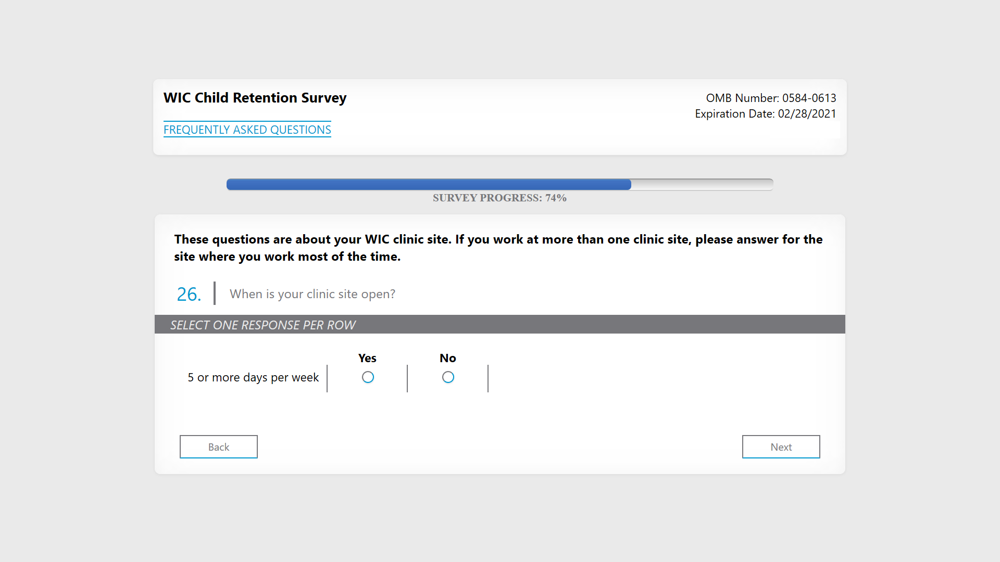 WIC Child Retention Survey
OMB Number: 0584-0613
Expiration Date: 02/28/2021
FREQUENTLY ASKED QUESTIONS
SURVEY PROGRESS: 74%
These questions are about your WIC clinic site. If you work at more than one clinic site, please answer for the
site where you work most of the time.
26. When is your clinic site open?
SELECT ONE RESPONSE PER ROW
Yes No
5 or more days per week
Back Next